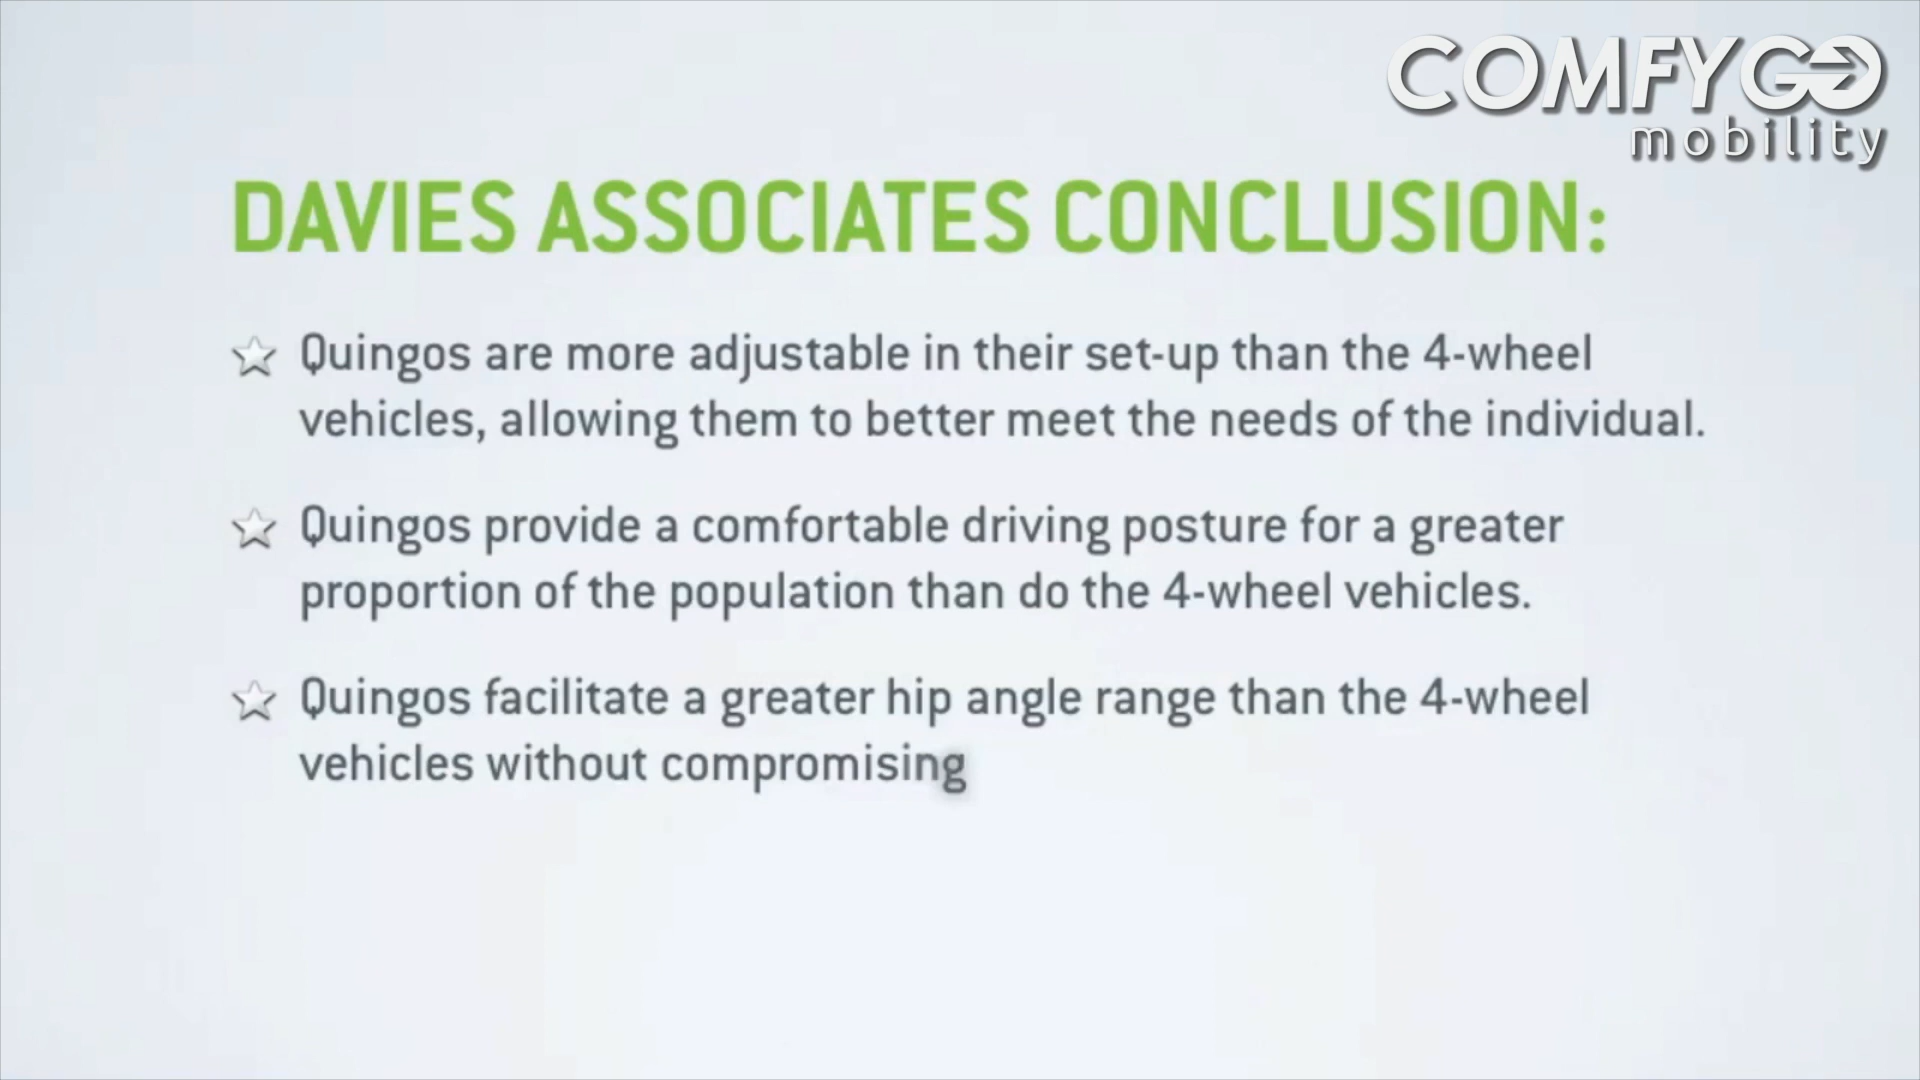 COMFYGO
mobility
DAVIES ASSOCIATES CONCLUSION:
Quingos are more adjustable in their set-up than the 4-wheel
vehicles, allowing them to better meet the needs of the individual.
Quingos provide a comfortable driving posture for a greater
proportion of the population than do the 4-wheel vehicles.
Quingos facilitate a greater hip angle range than the 4-wheel
vehicles without compromising